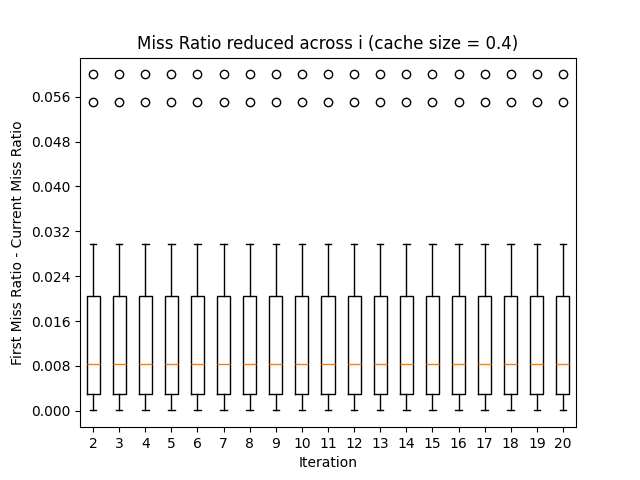 Miss Ratio reduced across i (cache size = 0.4)
First Miss Ratio - Current Miss Ratio
0.056
0.048
0.040
0.032
0.024
0.016
0.008
0.000
2 3 4 5 6 7 8 9 10 11 12 13 14 15 16 17 18 19 20
Iteration